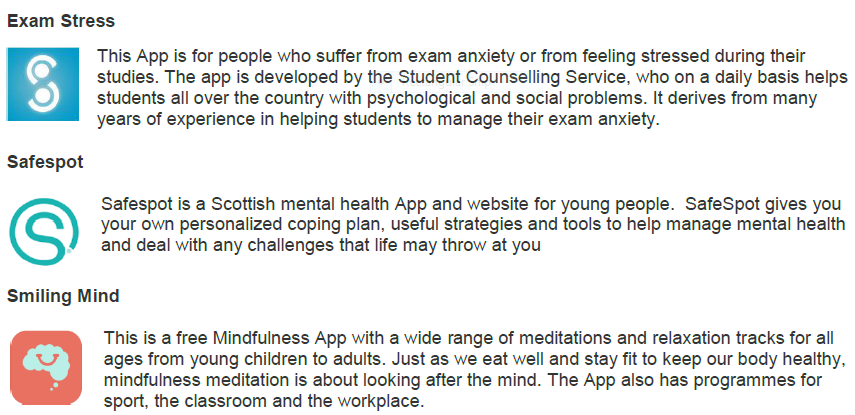 Exam Stress
This App is for people who suffer from exam anxiety or from feeling stressed during their
studies. The app is developed by the Student Counselling Service, who on a daily basis helps
students all over the country with psychological and social problems. It derives from many
years of experience in helping students to manage their exam anxiety.
Safespot
Safespot is a Scottish mental health App and website for young people.  SafeSpot gives you
your own personalized coping plan, useful strategies and tools to help manage mental health
and deal with any challenges that life may throw at you
Smiling Mind
This is a free Mindfulness App with a wide range of meditations and relaxation tracks for all
ages from young children to adults. Just as we eat well and stay fit to keep our body healthy,
mindfulness meditation is about looking after the mind. The App also has programmes for
sport, the classroom and the workplace.